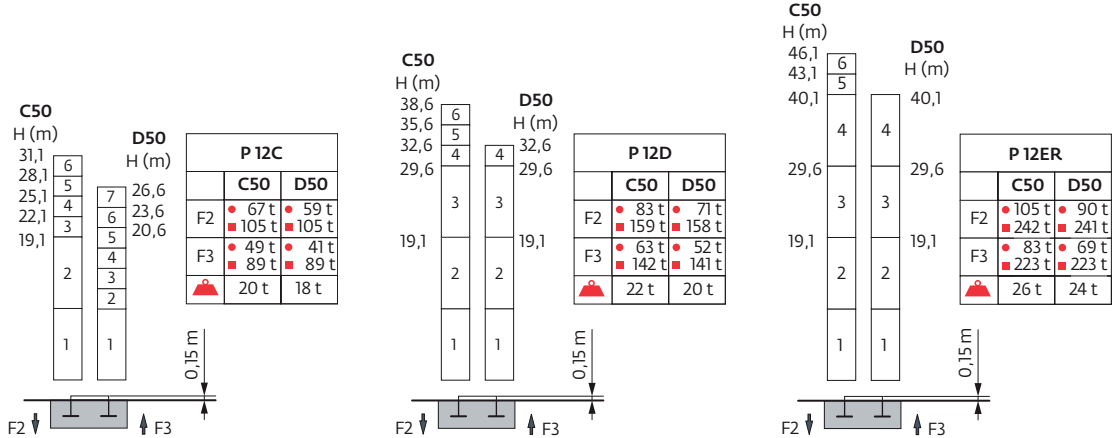 C50
H (m)
31,1
28,1
25,1
22,1
19,1
6
5
4
3
2
1
D50
H (m)
26,6
23,6
20,6
7
6
5
4
3
2
1
P 12C
C50 D50
F2 67 t 59 t
105 t 105 t
F3 49 t 41 t
89 t 89 t
20 t 18 t
0,15 m
F2 F3
C50
H (m)
38,6
35,6
32,6
29,6
19,1
6
5
4
3
2
1
D50
H (m)
32,6
29,6
19,1
4
3
2
1
P 12D
C50 D50
F2 83 t 71 t
159 t 158 t
F3 63 t 52 t
142 t 141 t
22 t 20 t
0,15 m
F2 F3
C50
H (m)
46,1
43,1
40,1
29,6
19,1
6
5
4
3
2
1
D50
H (m)
40,1
29,6
19,1
4
3
2
1
P 12ER
C50 D50
F2 105 t 90 t
242 t 241 t
F3 83 t 69 t
223 t 223 t
26 t 24 t
0,15 m
F2 F3